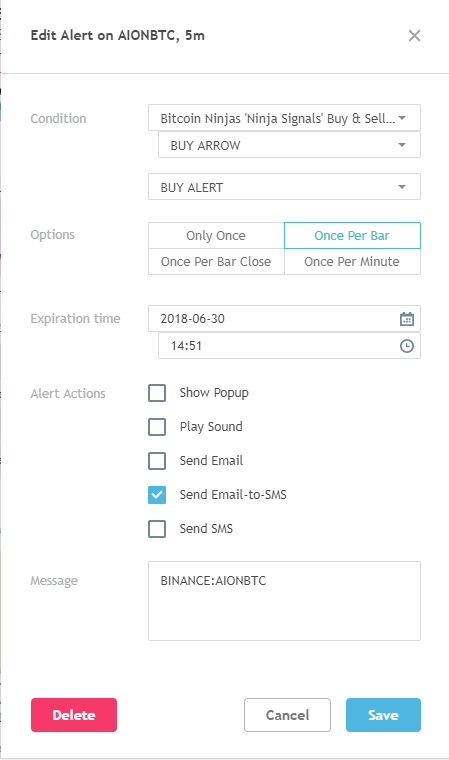 Edit Alert on AIONBTC, 5m
Condition
Bitcoin Ninjas 'Ninja Signals' Buy & Sell...
BUY ARROW
BUY ALERT
Options
Only Once
Once Per Bar
Once Per Bar Close
Once Per Minute
Expiration time
2018-06-30
14:51
Alert Actions
Show Popup
Play Sound
Send Email
Send Email-to-SMS
Send SMS
Message
BINANCE:AIONBTC
Delete
Cancel
Save